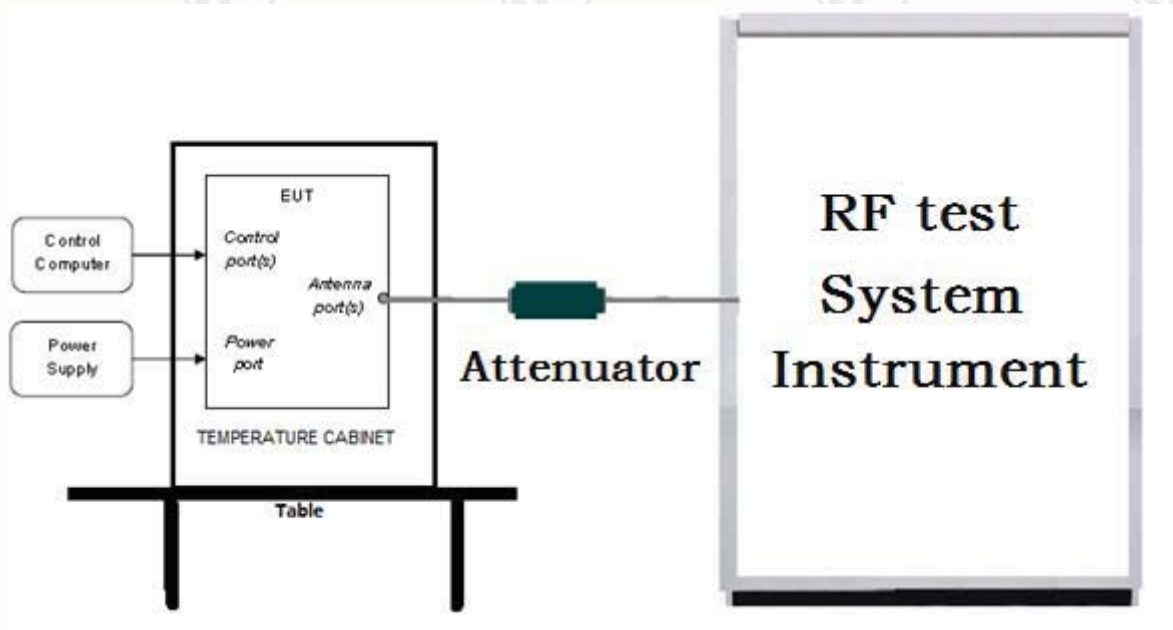 Control
Computer
Power
Supply
EUT
Control
port(s)
Antenna
port(s)
Power
port
TEMPERATURE CABINET
Table
Attenuator
RF test
System
Instrument